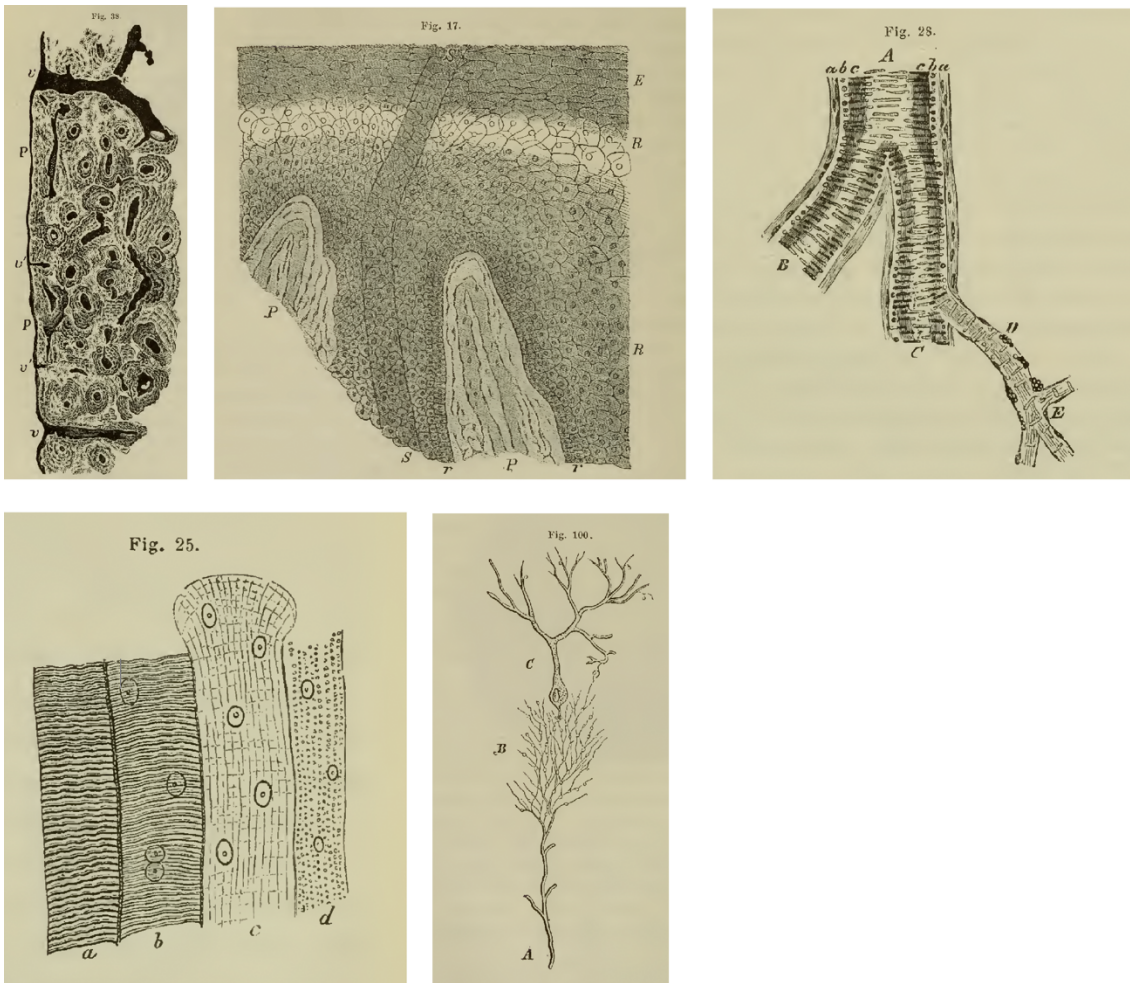 Fig. 38.
v
P
v'
P
v'
v
Fig. 17.
S
E
R
P
R
S
r
P
r
Fig. 28.
A
a b c
c b a
B
C
D
E
Fig. 25.
a
b
c
d
Fig. 100.
C
B
A